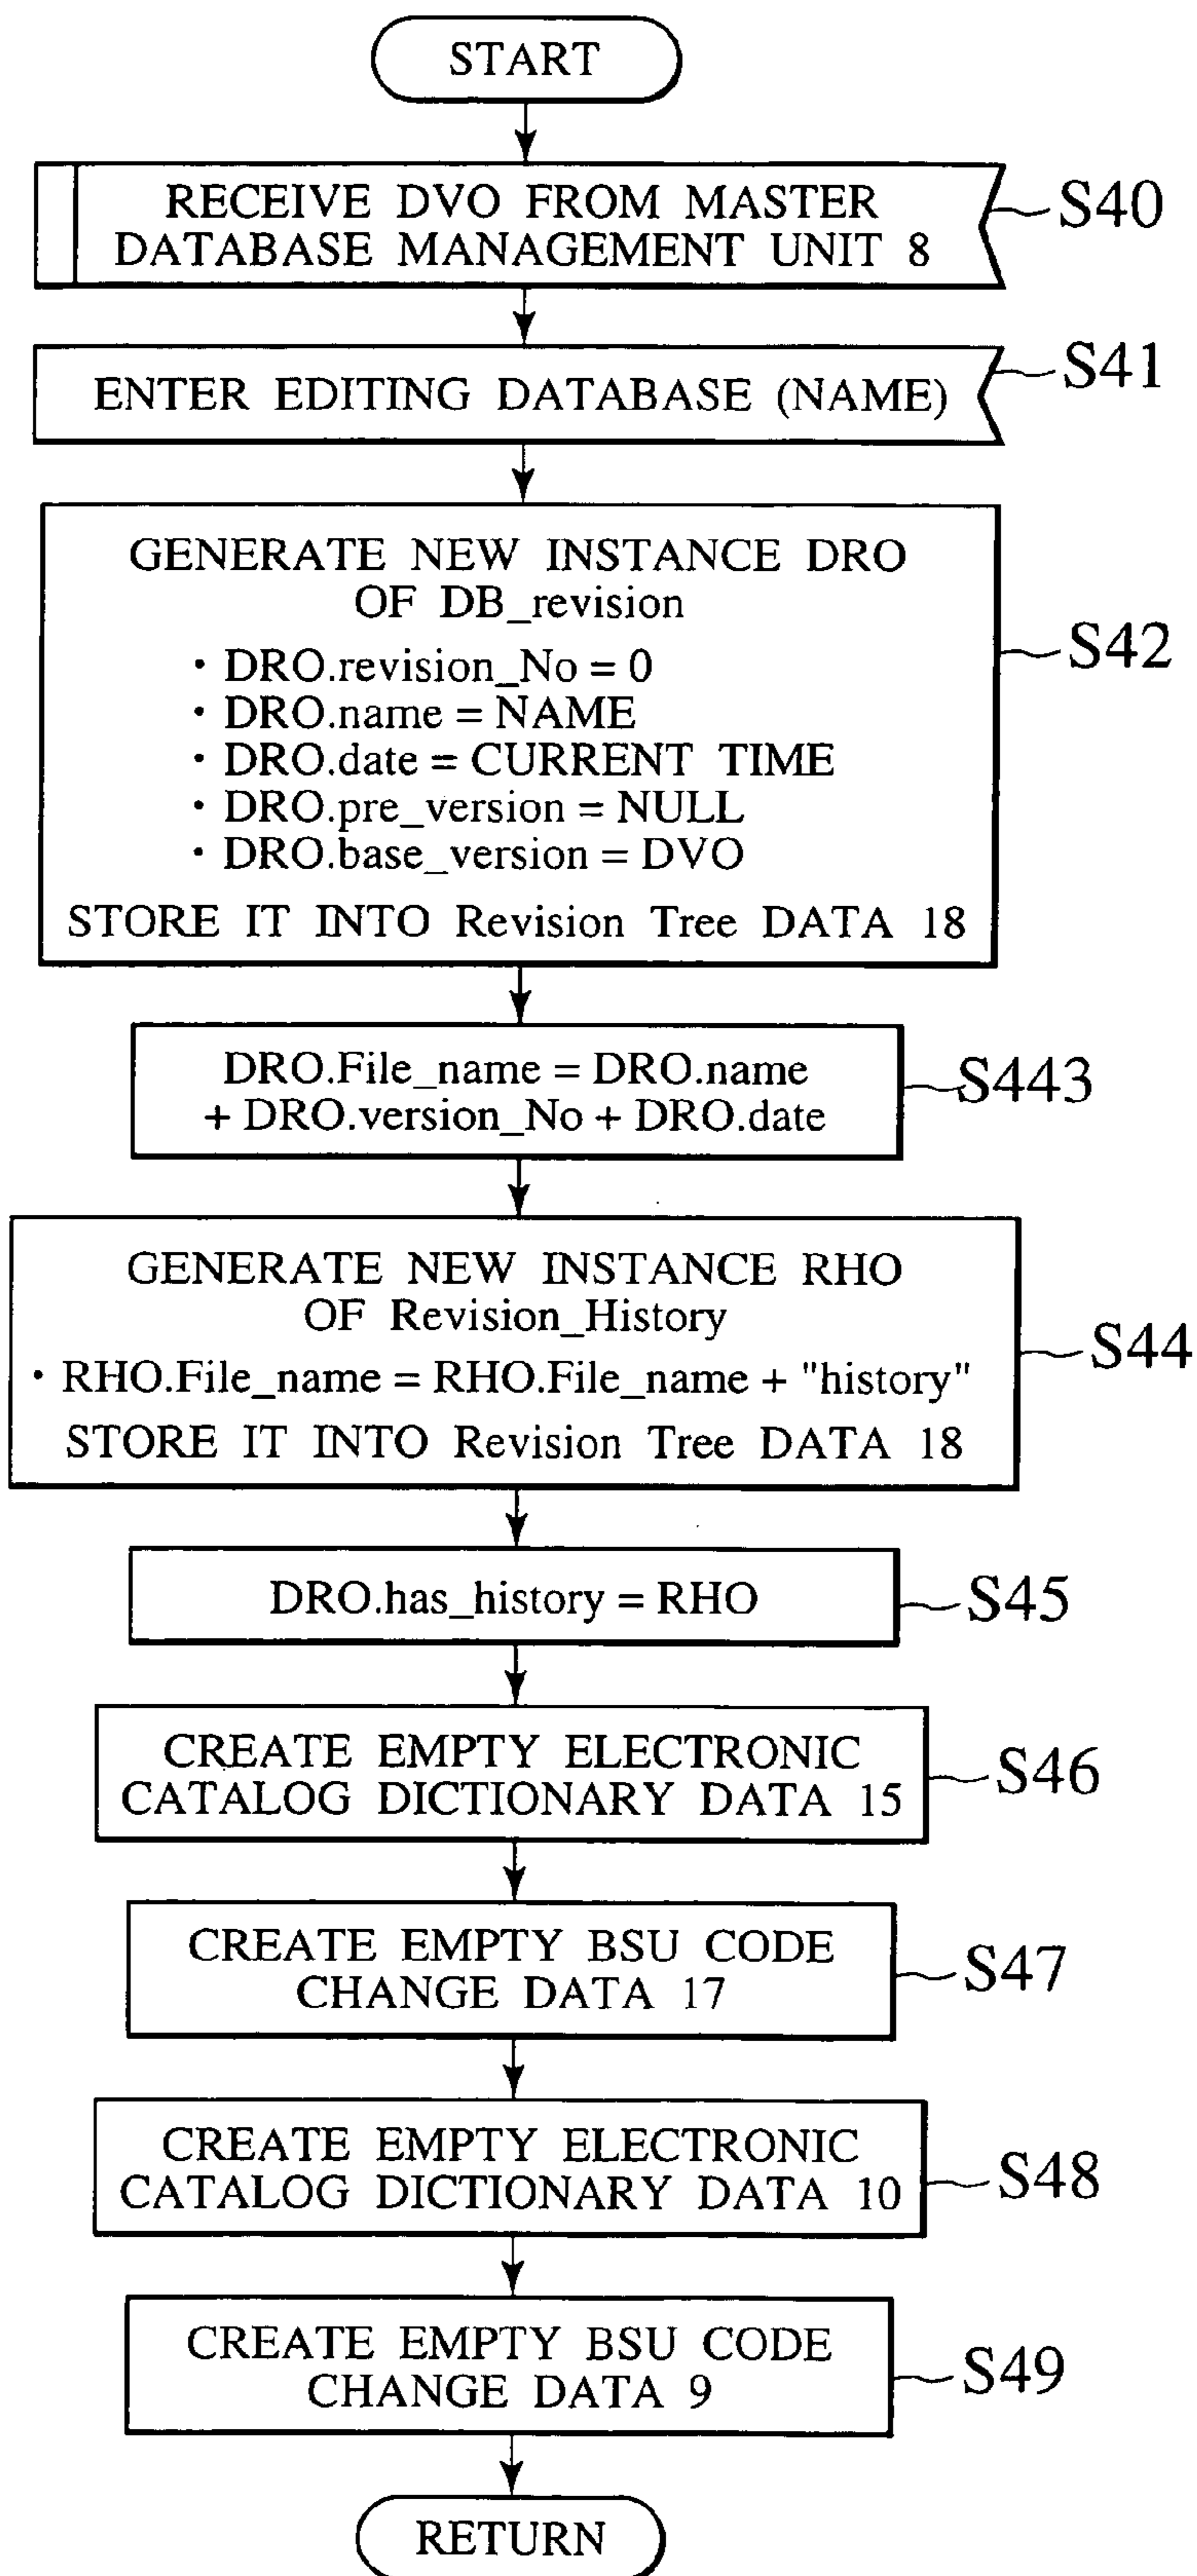 START
RECEIVE DVO FROM MASTER
DATABASE MANAGEMENT UNIT 8
S40
ENTER EDITING DATABASE (NAME)
S41
GENERATE NEW INSTANCE DRO
OF DB_revision
· DRO.revision_No = 0
· DRO.name = NAME
· DRO.date = CURRENT TIME
· DRO.pre_version = NULL
· DRO.base_version = DVO
STORE IT INTO Revision Tree DATA 18
S42
DRO.File_name = DRO.name
+ DRO.version_No + DRO.date
S443
GENERATE NEW INSTANCE RHO
OF Revision_History
· RHO.File_name = RHO.File_name + "history"
STORE IT INTO Revision Tree DATA 18
S44
DRO.has_history = RHO
S45
CREATE EMPTY ELECTRONIC
CATALOG DICTIONARY DATA 15
S46
CREATE EMPTY BSU CODE
CHANGE DATA 17
S47
CREATE EMPTY ELECTRONIC
CATALOG DICTIONARY DATA 10
S48
CREATE EMPTY BSU CODE
CHANGE DATA 9
S49
RETURN